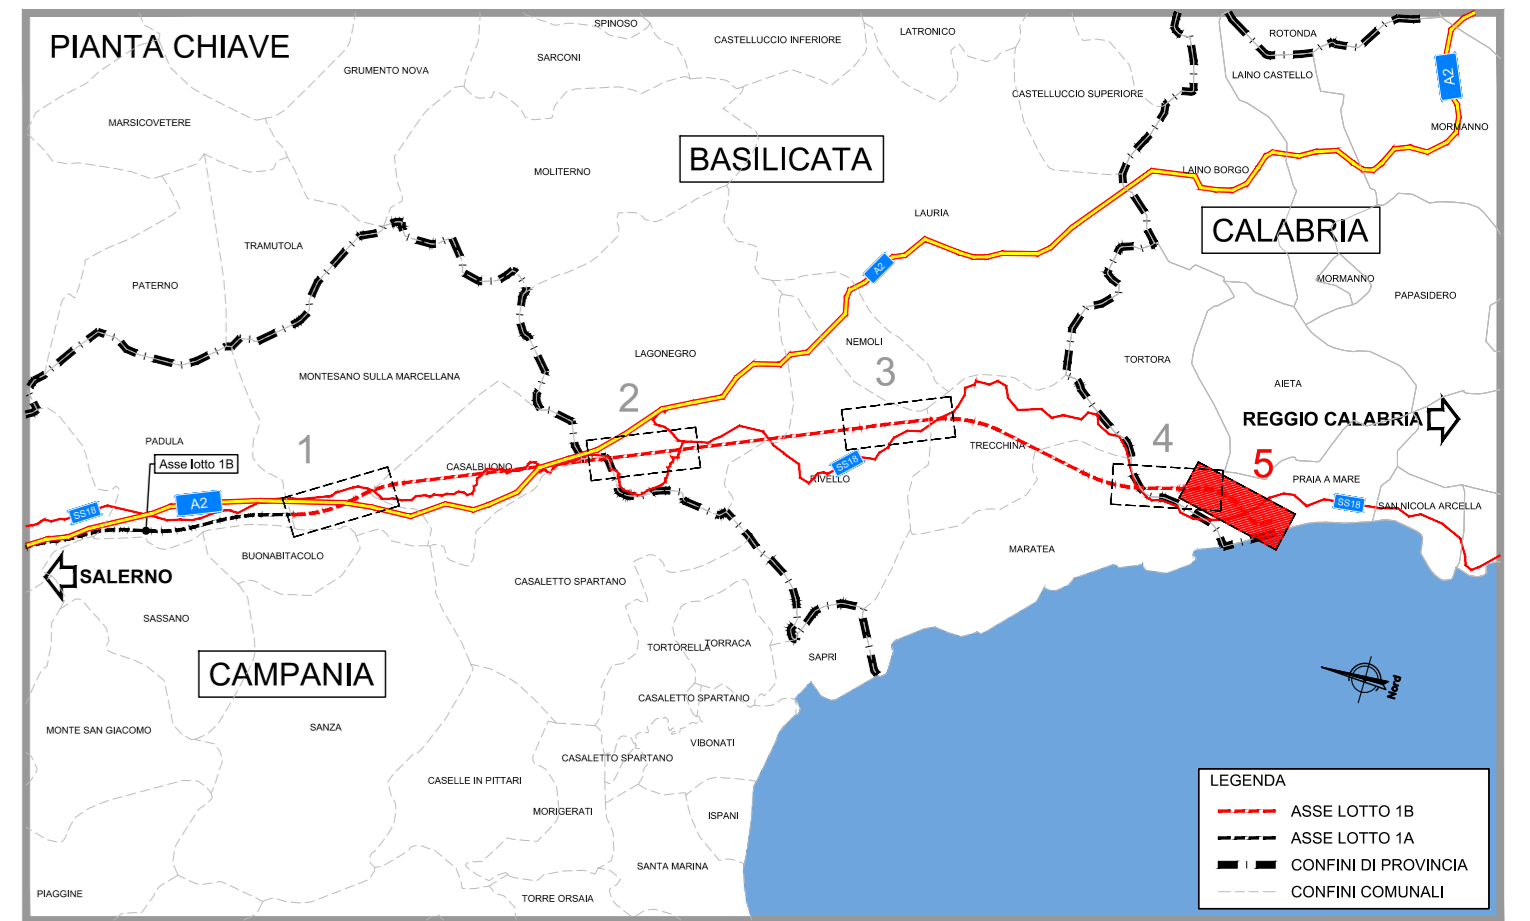 PIANTA CHIAVE
SPINOSO
SARCONI
GRUMENTO NOVA
CASTELLUCCIO INFERIORE
LATRONICO
ROTONDA
LAINO CASTELLO
A2
CASTELLUCCIO SUPERIORE
MARSICOVETERE
MORMANNO
BASILICATA
MOLITERNO
LAINO BORGO
LAURIA
CALABRIA
TRAMUTOLA
A2
MORMANNO
PATERNO
PAPASIDERO
NEMOLI
LAGONEGRO
TORTORA
3
MONTESANO SULLA MARCELLANA
AIETA
2
REGGIO CALABRIA
PADULA
1
TRECCHINA
4
5
Asse lotto 1B
CASALBUONO
SS18
RIVELLO
PRAIA A MARE
A2
SS18
SS18
SAN NICOLA ARCELLA
BUONABITACOLO
MARATEA
SALERNO
CASALETTO SPARTANO
SASSANO
TORTORELLA
TORRACA
SAPRI
CAMPANIA
Nord
CASALETTO SPARTANO
MONTE SAN GIACOMO
SANZA
VIBONATI
CASALETTO SPARTANO
CASELLE IN PITTARI
LEGENDA
MORIGERATI
ISPANI
ASSE LOTTO 1B
ASSE LOTTO 1A
SANTA MARINA
CONFINI DI PROVINCIA
PIAGGINE
TORRE ORSAIA
CONFINI COMUNALI